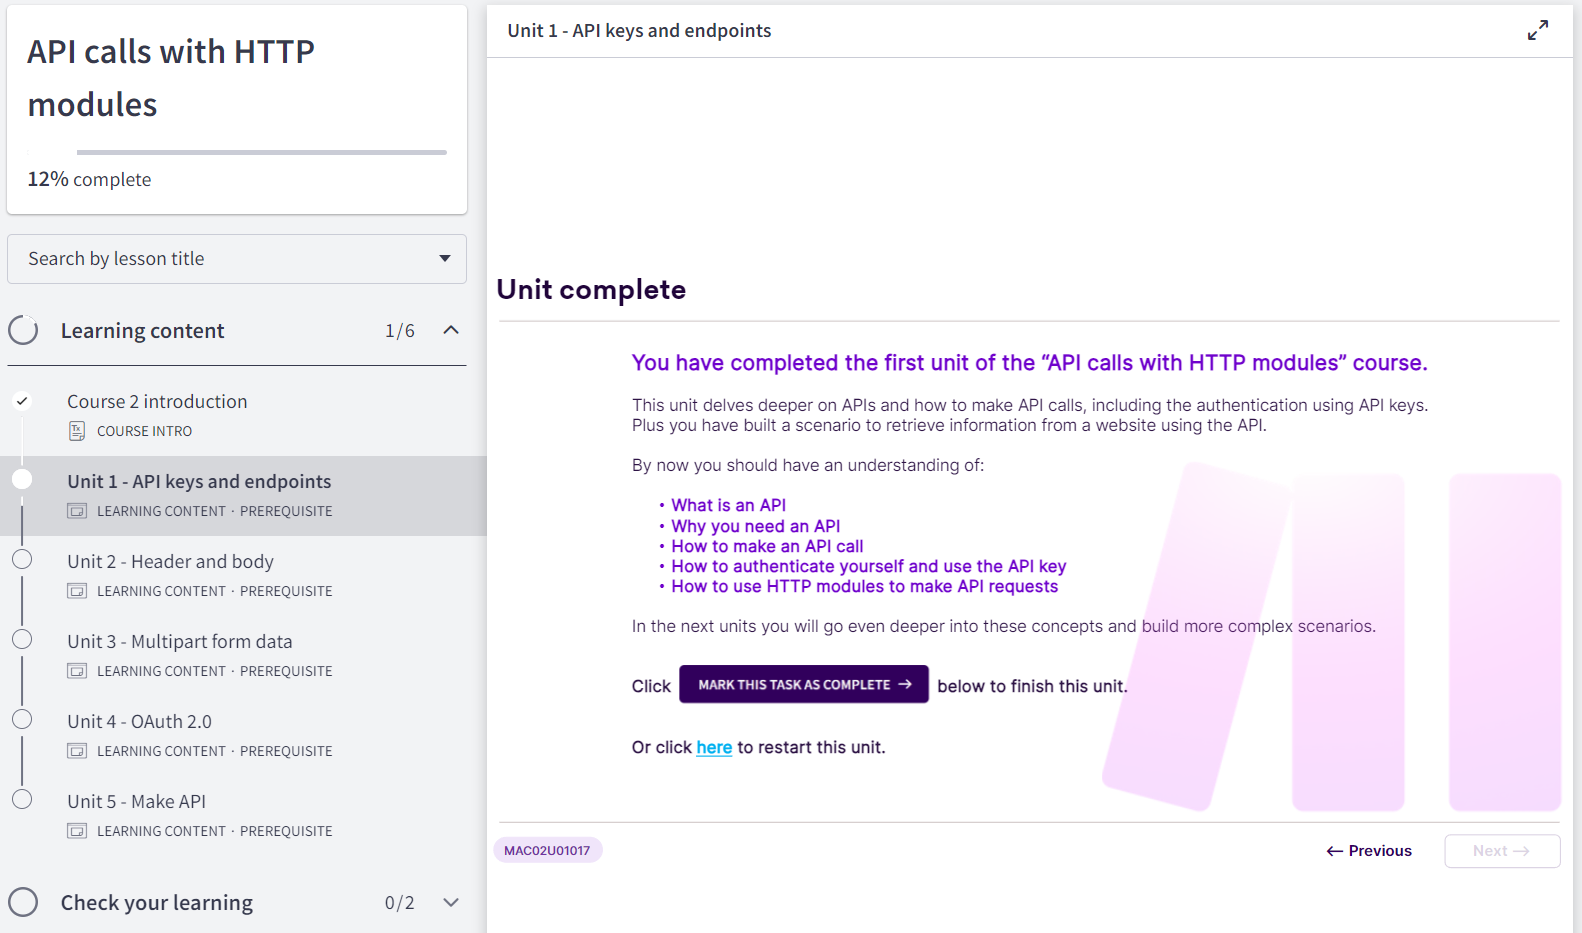 API calls with HTTP
modules
12% complete
Search by lesson title
Learning content 1/6
Course 2 introduction
Tx COURSE INTRO
Unit 1 - API keys and endpoints
LEARNING CONTENT · PREREQUISITE
Unit 2 - Header and body
LEARNING CONTENT · PREREQUISITE
Unit 3 - Multipart form data
LEARNING CONTENT · PREREQUISITE
Unit 4 - OAuth 2.0
LEARNING CONTENT · PREREQUISITE
Unit 5 - Make API
LEARNING CONTENT · PREREQUISITE
Check your learning 0/2
Unit 1 - API keys and endpoints
Unit complete
You have completed the first unit of the “API calls with HTTP modules” course.
This unit delves deeper on APIs and how to make API calls, including the authentication using API keys.
Plus you have built a scenario to retrieve information from a website using the API.
By now you should have an understanding of:
• What is an API
• Why you need an API
• How to make an API call
• How to authenticate yourself and use the API key
• How to use HTTP modules to make API requests
In the next units you will go even deeper into these concepts and build more complex scenarios.
Click MARK THIS TASK AS COMPLETE → below to finish this unit.
Or click here to restart this unit.
MAC02U01017
← Previous
Next →